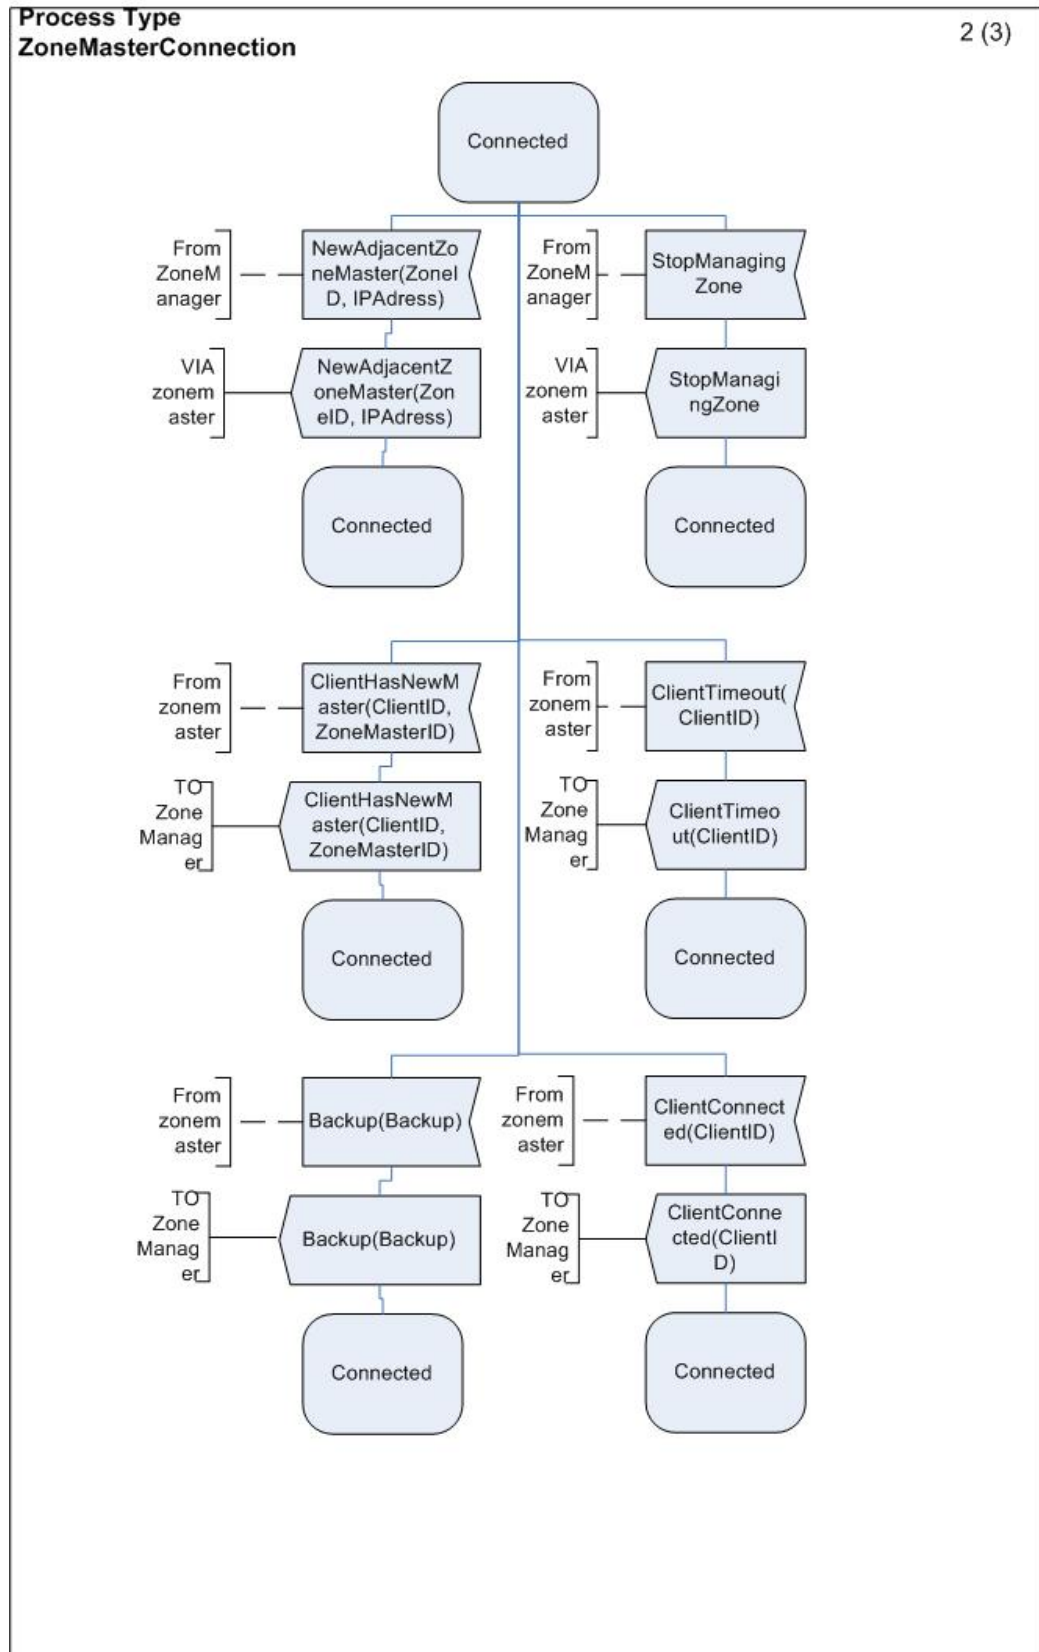 Process Type
ZoneMasterConnection
2 (3)
Connected
From
ZoneM
anager
NewAdjacentZo
neMaster(ZoneI
D, IPAdress)
From
ZoneM
anager
StopManaging
Zone
VIA
zonem
aster
NewAdjacentZ
oneMaster(Zon
eID, IPAdress)
VIA
zonem
aster
StopManagi
ngZone
Connected
Connected
From
zonem
aster
ClientHasNewM
aster(ClientID,
ZoneMasterID)
From
zonem
aster
ClientTimeout(
ClientID)
TO
Zone
Manag
er
ClientHasNewM
aster(ClientID,
ZoneMasterID)
TO
Zone
Manag
er
ClientTimeo
ut(ClientID)
Connected
Connected
From
zonem
aster
Backup(Backup)
From
zonem
aster
ClientConnect
ed(ClientID)
TO
Zone
Manag
er
Backup(Backup)
TO
Zone
Manag
er
ClientConne
cted(ClientI
D)
Connected
Connected